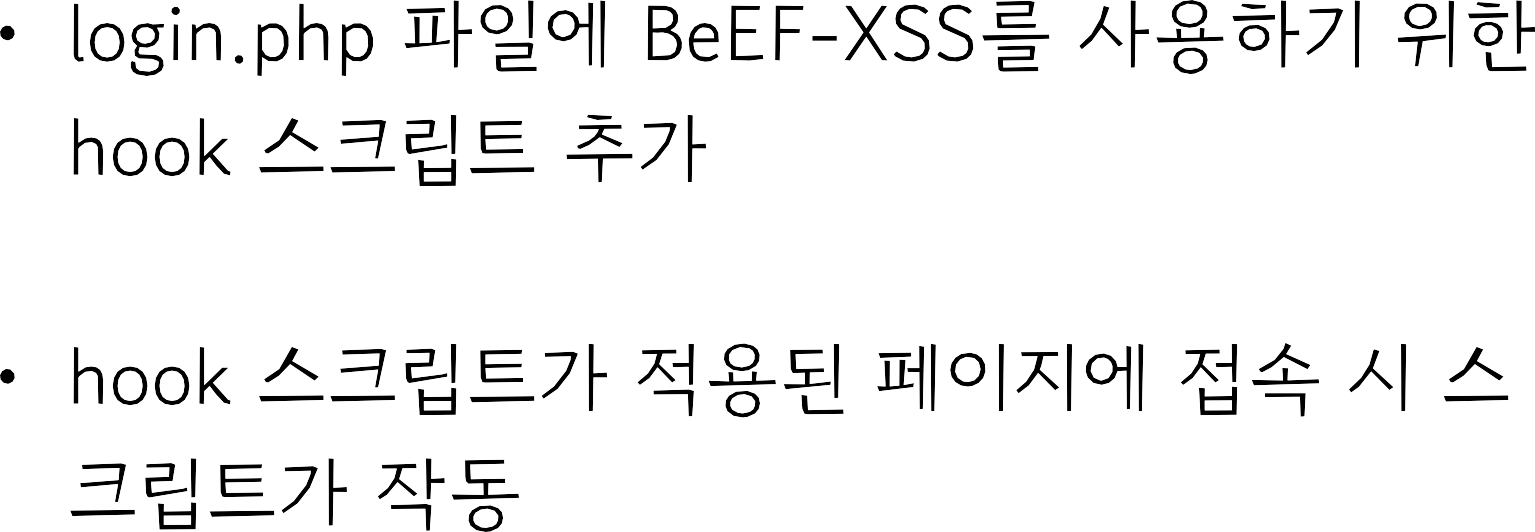 • login.php 파일에 BeEF-XSS를 사용하기 위한
hook 스크립트 추가
• hook 스크립트가 적용된 페이지에 접속 시 스
크립트가 작동